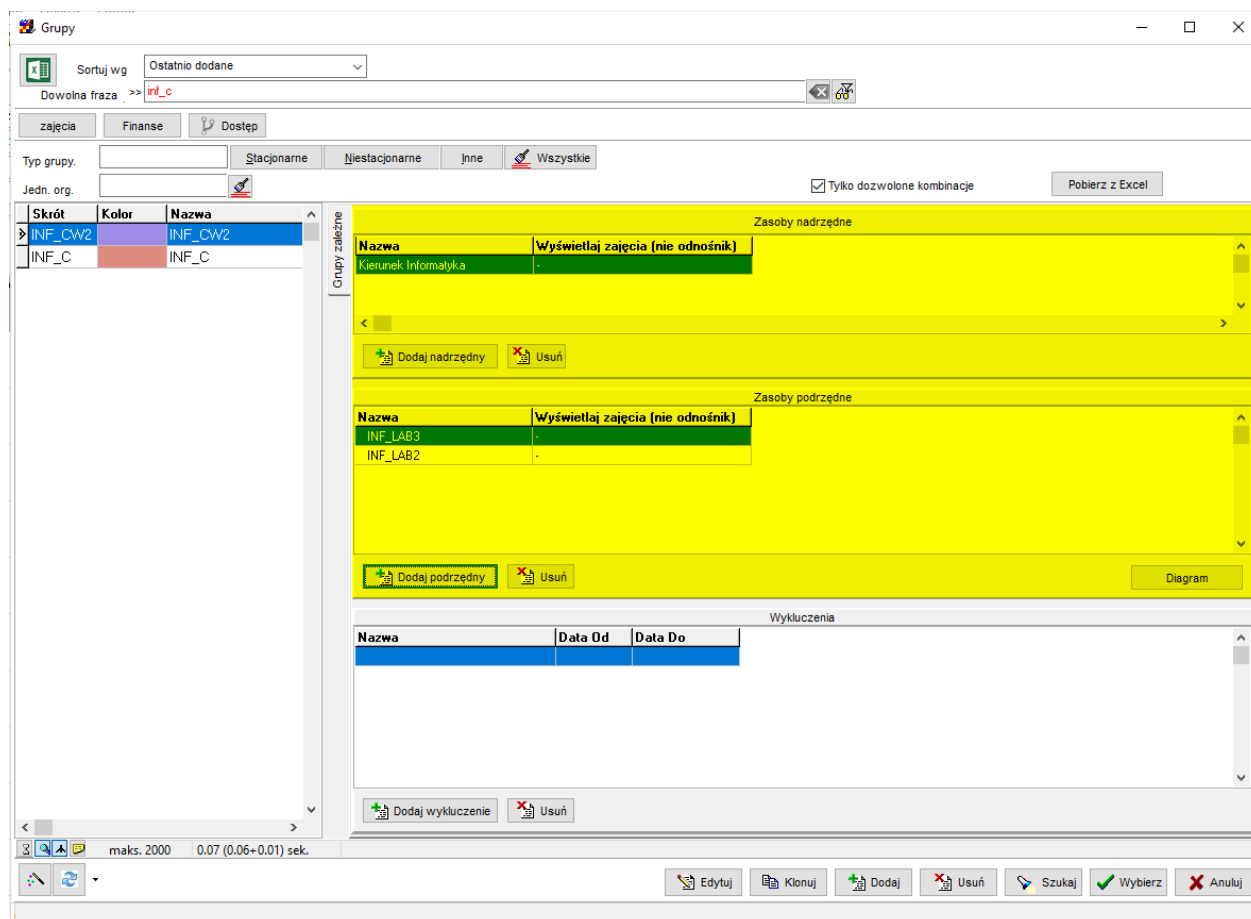 Grupy
Sortuj wg Ostatnio dodane
Dowolna fraza >> inf_c
zajęcia Finanse Dostęp
Typ grupy. Stacjonarne Niestacjonarne Inne Wszystkie
Jedn. org. Tylko dozwolone kombinacje Pobierz z Excel
Skrót Kolor Nazwa
INF_CW2 INF_CW2
INF_C INF_C
Grupy zależne
Zasoby nadrzędne
Nazwa Wyświetlaj zajęcia (nie odnośnik)
Kierunek Informatyka -
Dodaj nadrzędny Usuń
Zasoby podrzędne
Nazwa Wyświetlaj zajęcia (nie odnośnik)
INF_LAB3 -
INF_LAB2 -
Dodaj podrzędny Usuń Diagram
Wykluczenia
Nazwa Data Od Data Do
Dodaj wykluczenie Usuń
maks. 2000 0.07 (0.06+0.01) sek.
Edytuj Klonuj Dodaj Usuń Szukaj Wybierz Anuluj